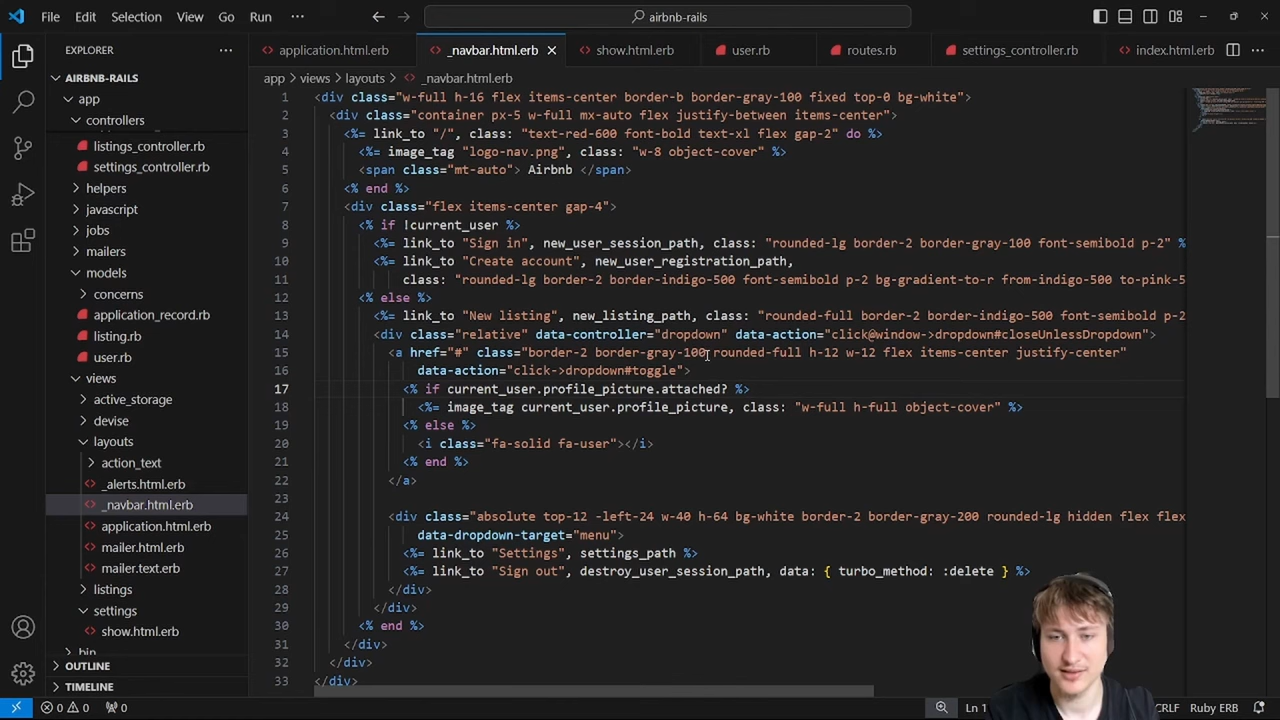 File Edit Selection View Go Run ···
airbnb-rails
EXPLORER ···
application.html.erb
_navbar.html.erb
show.html.erb
user.rb
routes.rb
settings_controller.rb
index.html.erb
AIRBNB-RAILS
app
controllers
listings_controller.rb
settings_controller.rb
helpers
javascript
jobs
mailers
models
concerns
application_record.rb
listing.rb
user.rb
views
active_storage
devise
layouts
action_text
_alerts.html.erb
_navbar.html.erb
application.html.erb
mailer.html.erb
mailer.text.erb
listings
settings
show.html.erb
bin
OUTLINE
TIMELINE
app > views > layouts > <> _navbar.html.erb
1 <div class="w-full h-16 flex items-center border-b border-gray-100 fixed top-0 bg-white">
2 <div class="container px-5 w-full mx-auto flex justify-between items-center">
3 <%= link_to "/", class: "text-red-600 font-bold text-xl flex gap-2" do %>
4 <%= image_tag "logo-nav.png", class: "w-8 object-cover" %>
5 <span class="mt-auto"> Airbnb </span>
6 <% end %>
7 <div class="flex items-center gap-4">
8 <% if !current_user %>
9 <%= link_to "Sign in", new_user_session_path, class: "rounded-lg border-2 border-gray-100 font-semibold p-2" %
10 <%= link_to "Create account", new_user_registration_path,
11 class: "rounded-lg border-2 border-indigo-500 font-semibold p-2 bg-gradient-to-r from-indigo-500 to-pink-5
12 <% else %>
13 <%= link_to "New listing", new_listing_path, class: "rounded-full border-2 border-indigo-500 font-semibold p-2
14 <div class="relative" data-controller="dropdown" data-action="click@window->dropdown#closeUnlessDropdown">
15 <a href="#" class="border-2 border-gray-100 rounded-full h-12 w-12 flex items-center justify-center"
16 data-action="click->dropdown#toggle">
17 <% if current_user.profile_picture.attached? %>
18 <%= image_tag current_user.profile_picture, class: "w-full h-full object-cover" %>
19 <% else %>
20 <i class="fa-solid fa-user"></i>
21 <% end %>
22 </a>
23
24 <div class="absolute top-12 -left-24 w-40 h-64 bg-white border-2 border-gray-200 rounded-lg hidden flex flex
25 data-dropdown-target="menu">
26 <%= link_to "Settings", settings_path %>
27 <%= link_to "Sign out", destroy_user_session_path, data: { turbo_method: :delete } %>
28 </div>
29 </div>
30 <% end %>
31 </div>
32 </div>
33 </div>
0 0 0
Ln 1
CRLF Ruby ERB